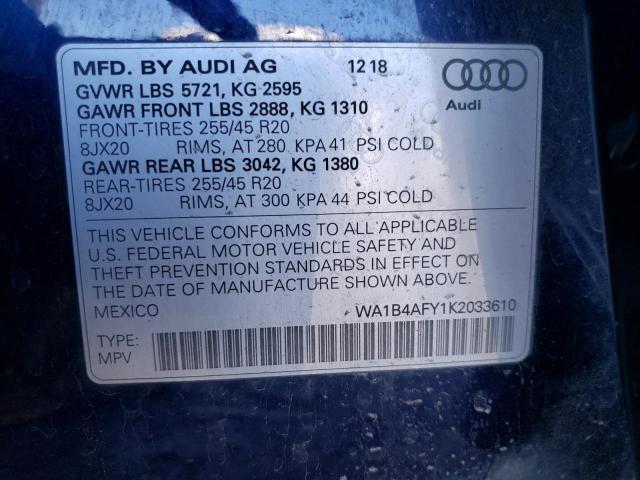 MFD. BY AUDI AG 12 18
GVWR LBS 5721, KG 2595
GAWR FRONT LBS 2888, KG 1310
FRONT-TIRES 255/45 R20
8JX20 RIMS, AT 280 KPA 41 PSI COLD
GAWR REAR LBS 3042, KG 1380
REAR-TIRES 255/45 R20
8JX20 RIMS, AT 300 KPA 44 PSI COLD
Audi
THIS VEHICLE CONFORMS TO ALL APPLICABLE
U.S. FEDERAL MOTOR VEHICLE SAFETY AND
THEFT PREVENTION STANDARDS IN EFFECT ON
THE DATE OF MANUFACTURE SHOWN ABOVE.
MEXICO WA1B4AFY1K2033610
TYPE:
MPV